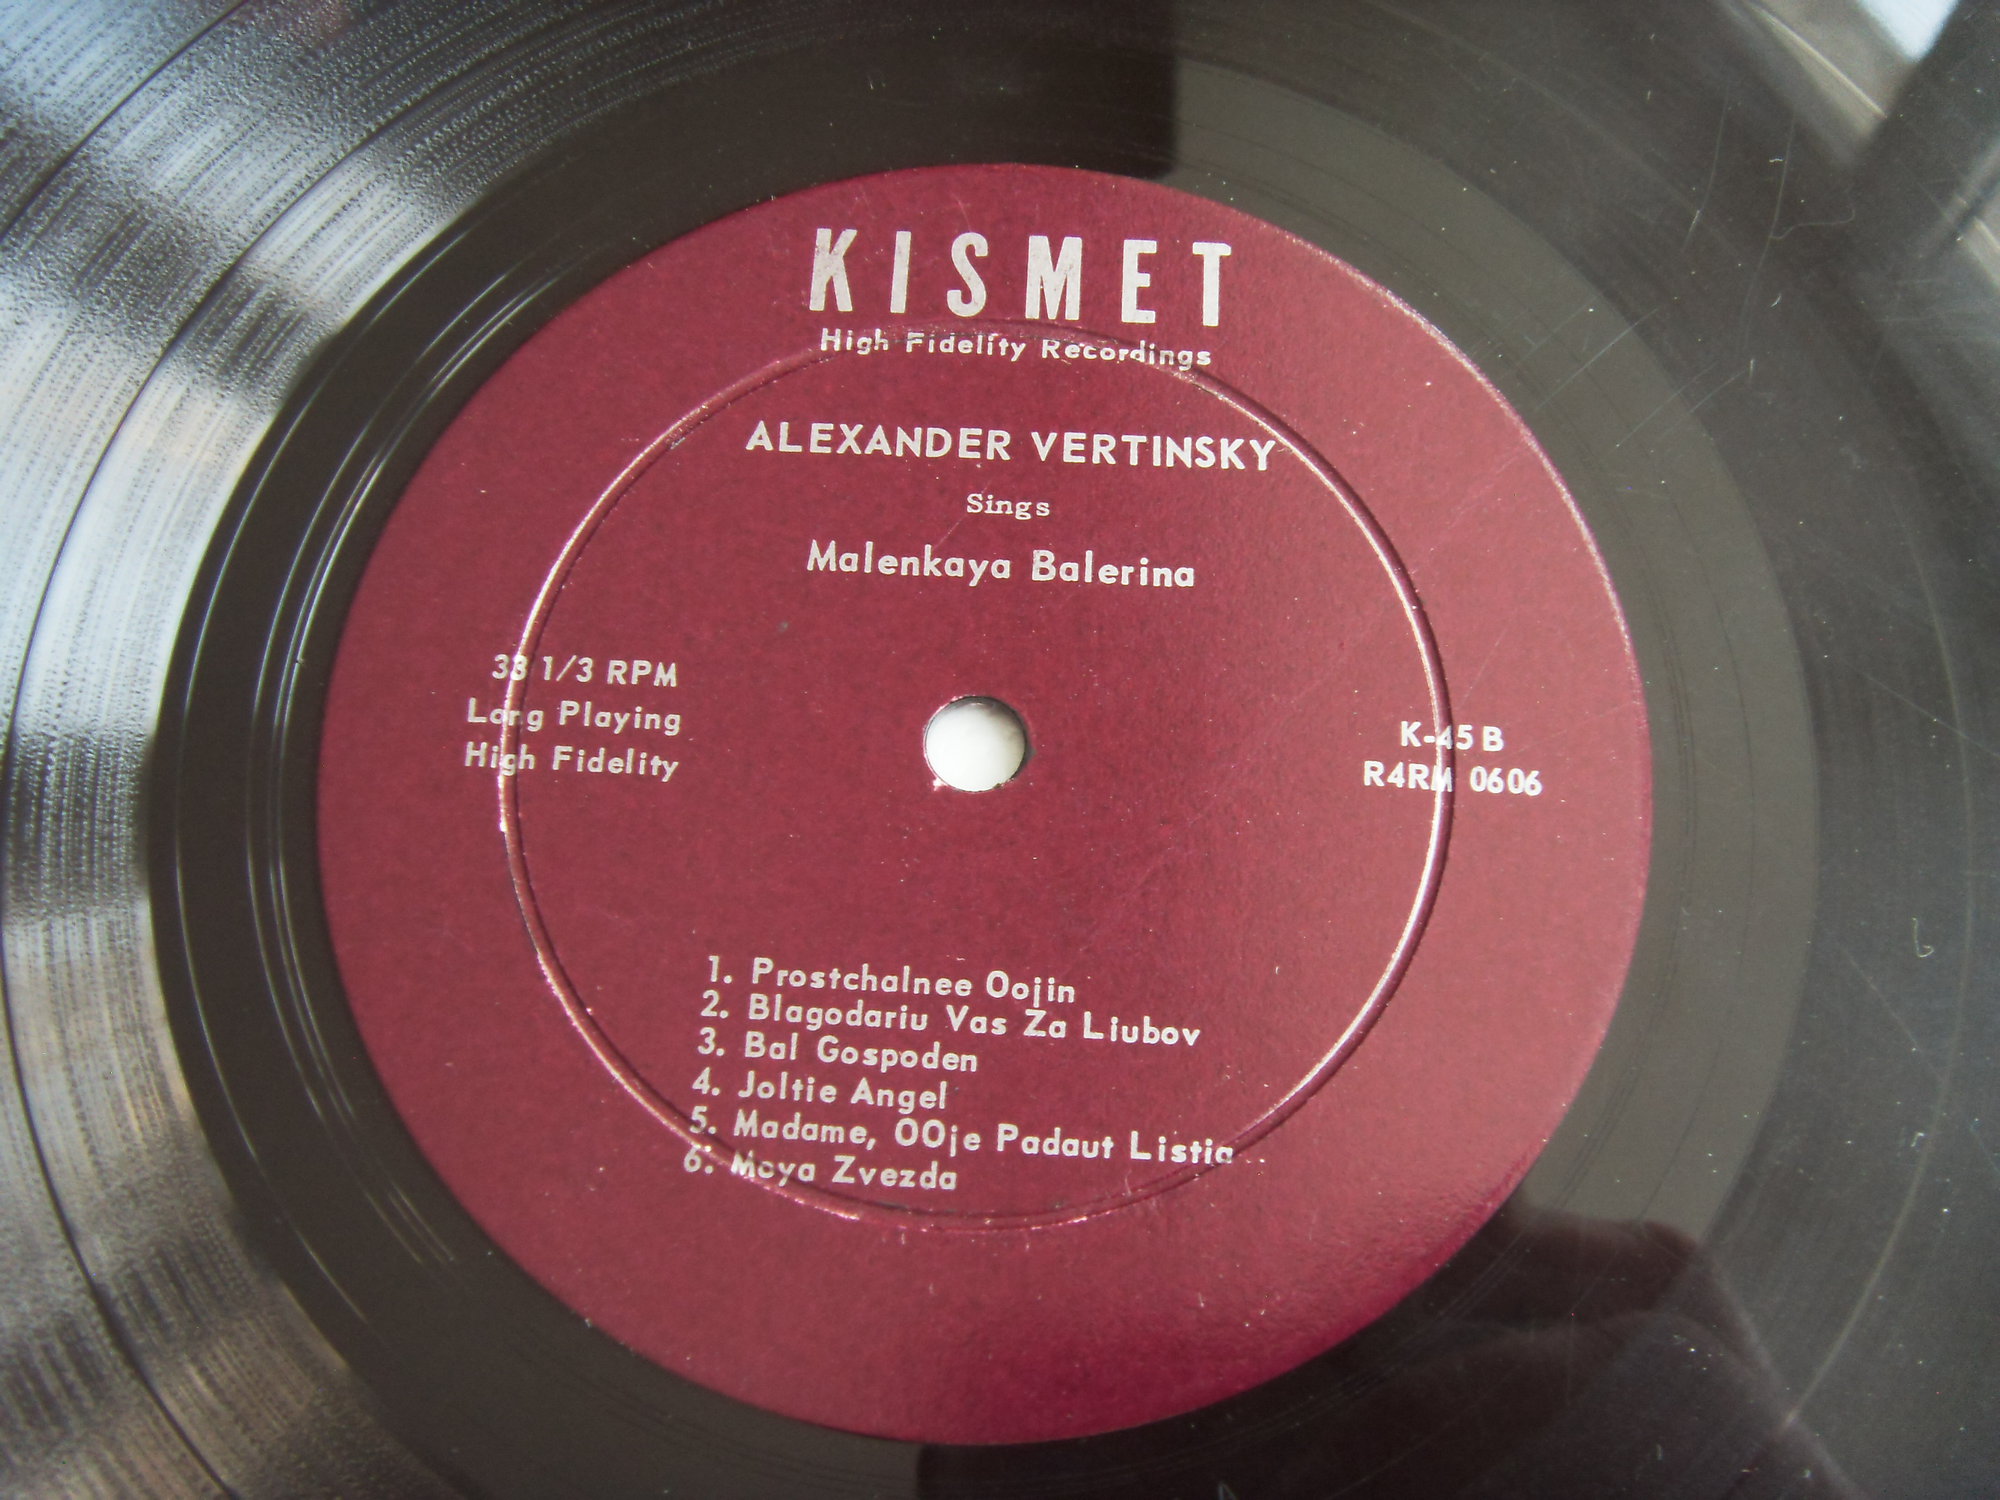 KISMET
High Fidelity Recordings
ALEXANDER VERTINSKY
Sings
Malenkaya Balerina
33 1/3 RPM
Long Playing
High Fidelity
K-45 B
R4RM 0606
1. Prostchalnee Oojin
2. Blagodariu Vas Za Liubov
3. Bal Gospoden
4. Joltie Angel
5. Madame, OOje Padaut Listia...
6. Moya Zvezda